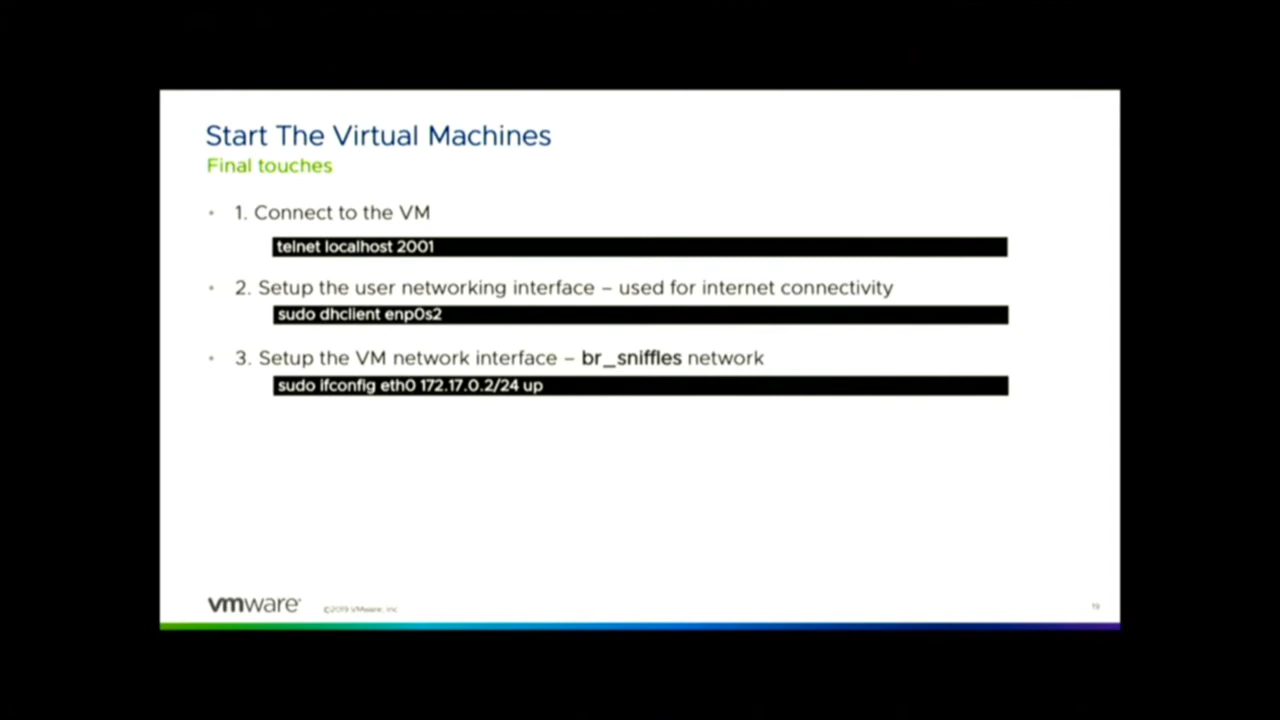 Start The Virtual Machines
Final touches
• 1. Connect to the VM
telnet localhost 2001
• 2. Setup the user networking interface – used for internet connectivity
sudo dhclient enp0s2
• 3. Setup the VM network interface – br_sniffles network
sudo ifconfig eth0 172.17.0.2/24 up
vmware ©2019 VMware, Inc.
19